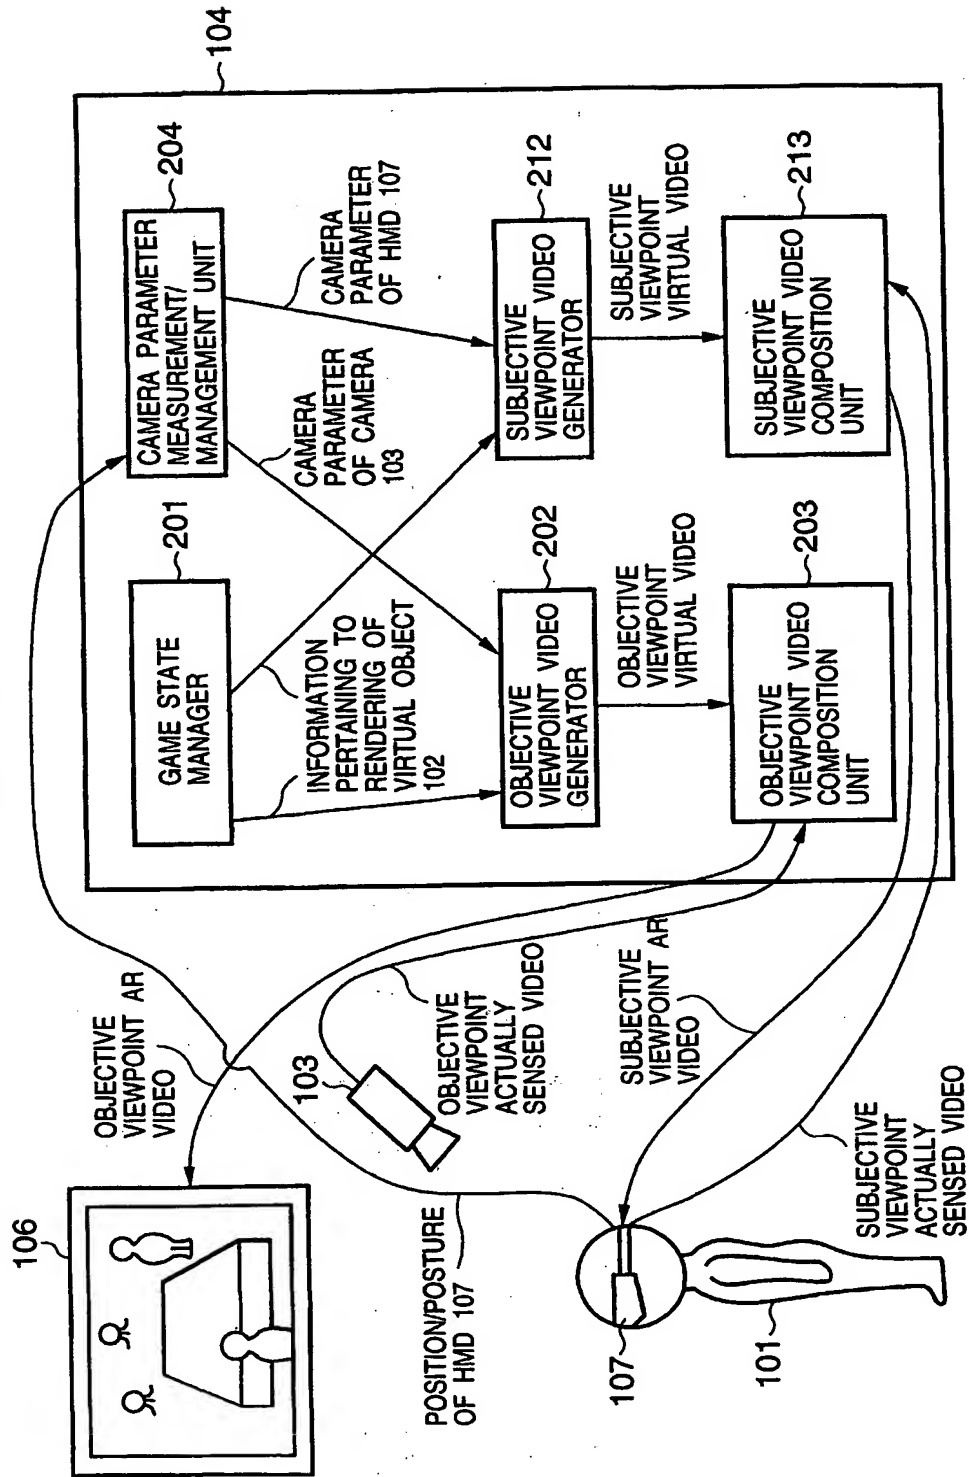 104
204
CAMERA PARAMETER
MEASUREMENT/
MANAGEMENT UNIT
201
GAME STATE
MANAGER
CAMERA
PARAMETER
OF HMD 107
CAMERA
PARAMETER
OF CAMERA
103
INFORMATION
PERTAINING TO
RENDERING OF
VIRTUAL OBJECT
102
212
SUBJECTIVE
VIEWPOINT VIDEO
GENERATOR
202
OBJECTIVE
VIEWPOINT VIDEO
GENERATOR
SUBJECTIVE
VIEWPOINT
VIRTUAL VIDEO
OBJECTIVE
VIEWPOINT
VIRTUAL VIDEO
213
SUBJECTIVE
VIEWPOINT VIDEO
COMPOSITION
UNIT
203
OBJECTIVE
VIEWPOINT VIDEO
COMPOSITION
UNIT
106
OBJECTIVE
VIEWPOINT AR
VIDEO
103
OBJECTIVE
VIEWPOINT
ACTUALLY
SENSED VIDEO
SUBJECTIVE
VIEWPOINT AR
VIDEO
POSITION/POSTURE
OF HMD 107
107
101
SUBJECTIVE
VIEWPOINT
ACTUALLY
SENSED VIDEO